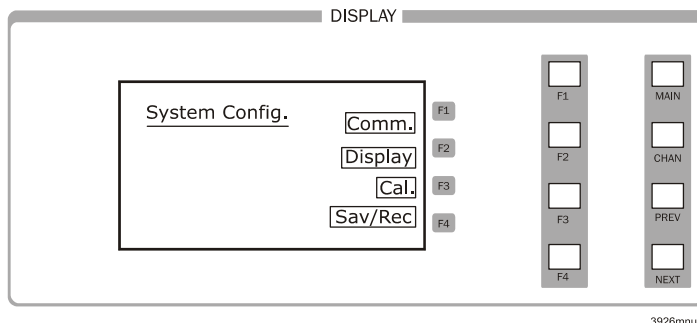 DISPLAY
System Config.
Comm.
Display
Cal.
Sav/Rec
F1
F2
F3
F4
F1
F2
F3
F4
MAIN
CHAN
PREV
NEXT